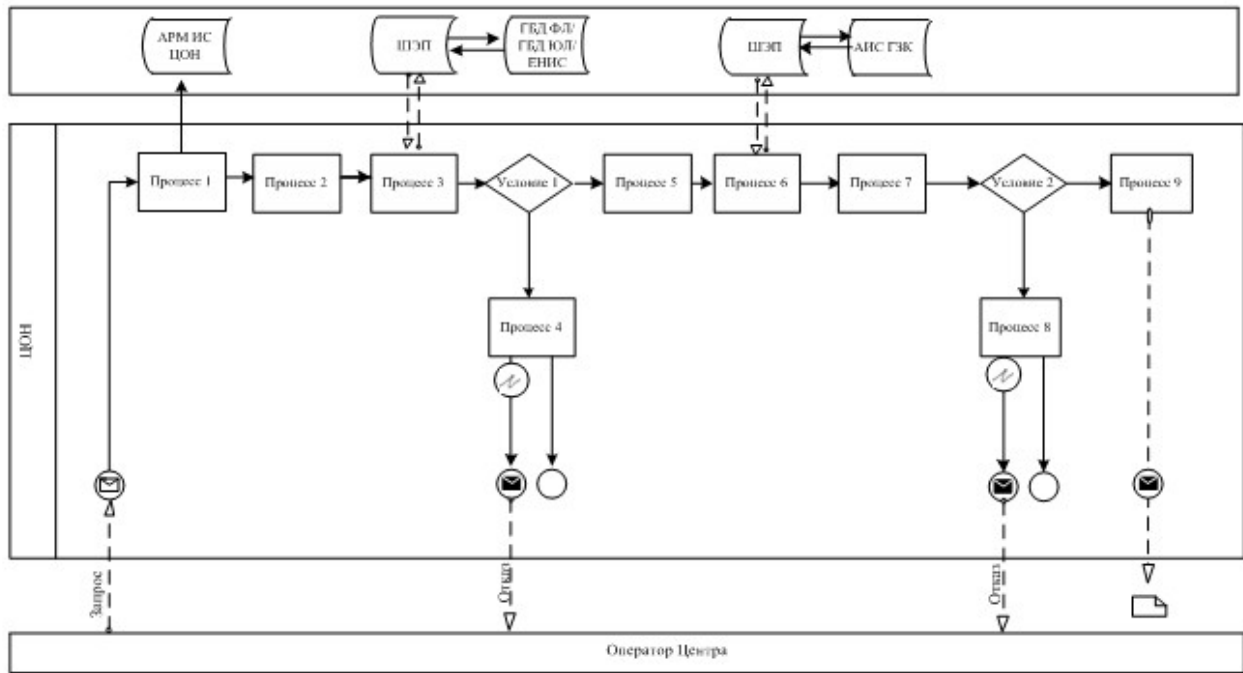 АРМ ИС
ЦОН
ШЭП
ГБД ФЛ/
ГБД ЮЛ/
ЕНИС
ШЭП
АИС ГЗК
ЦОН
Процесс 1
Процесс 2
Процесс 3
Условие 1
Процесс 5
Процесс 6
Процесс 7
Условие 2
Процесс 9
Процесс 4
Процесс 8
Запрос
Отказ
Отказ
Оператор Центра